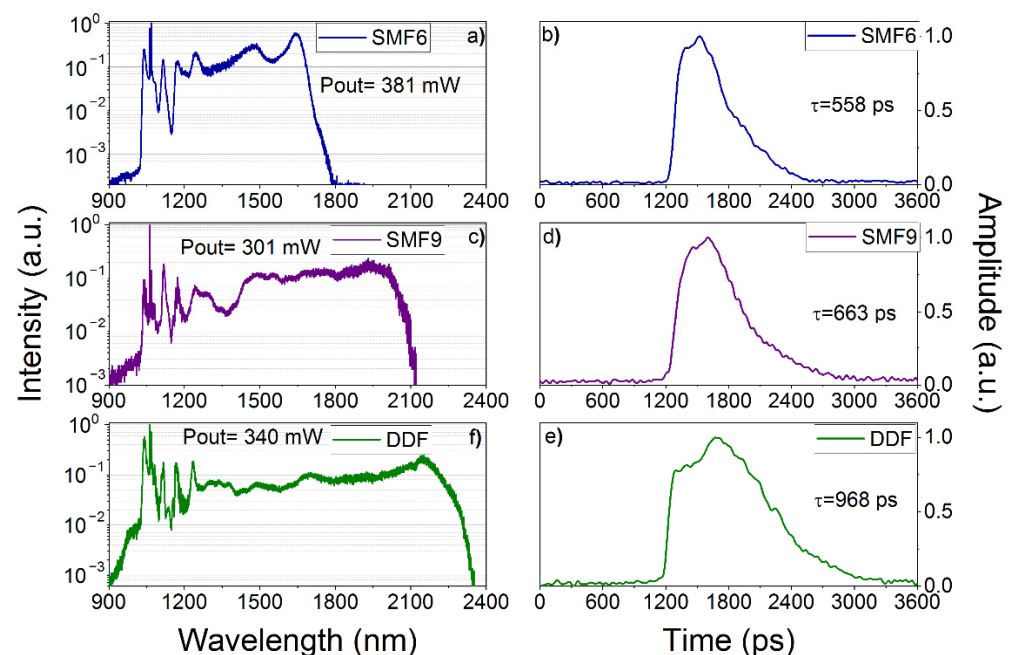 Intensity (a.u.)
10⁰
10⁻¹
10⁻²
10⁻³
SMF6
a)
Pout= 381 mW
900 1200 1500 1800 2100 2400
b)
SMF6
τ=558 ps
1.0
0.5
0.0
0 600 1200 1800 2400 3000 3600
10⁰
10⁻¹
10⁻²
10⁻³
Pout= 301 mW
c)
SMF9
900 1200 1500 1800 2100 2400
d)
SMF9
τ=663 ps
1.0
0.5
0.0
0 600 1200 1800 2400 3000 3600
10⁰
10⁻¹
10⁻²
10⁻³
Pout= 340 mW
f)
DDF
900 1200 1500 1800 2100 2400
Wavelength (nm)
e)
DDF
τ=968 ps
1.0
0.5
0.0
0 600 1200 1800 2400 3000 3600
Time (ps)
Amplitude (a.u.)